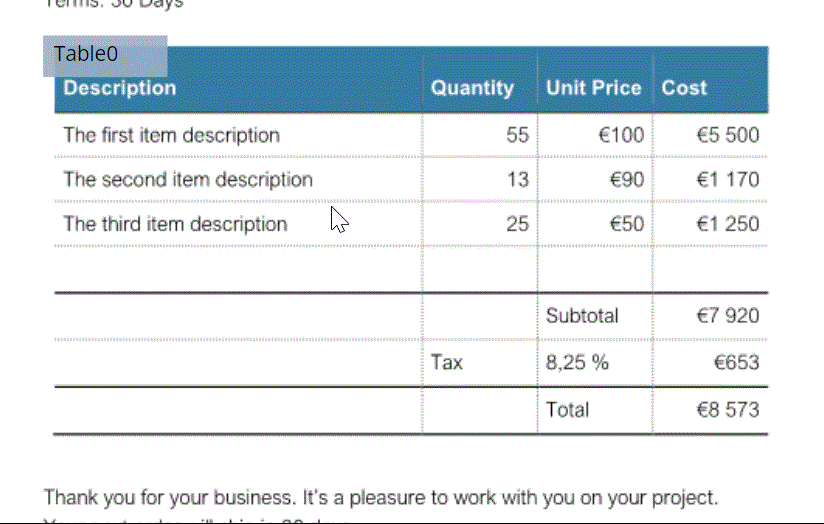 Terms: 30 Days
Table0
Description Quantity Unit Price Cost
The first item description 55 €100 €5 500
The second item description 13 €90 €1 170
The third item description 25 €50 €1 250
Subtotal €7 920
Tax 8,25 % €653
Total €8 573
Thank you for your business. It's a pleasure to work with you on your project.